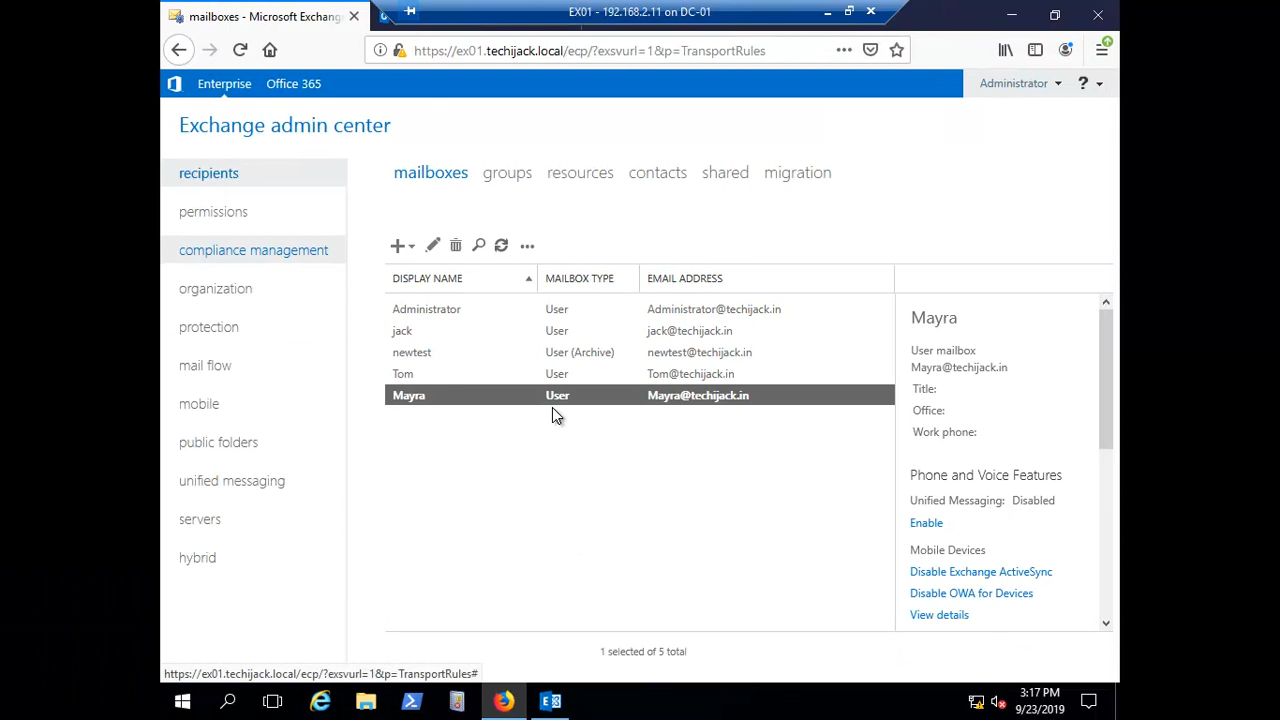 mailboxes - Microsoft Exchange
EX01 - 192.168.2.11 on DC-01
https://ex01.techijack.local/ecp/?exsvurl=1&p=TransportRules
Enterprise
Office 365
Administrator
?
Exchange admin center
recipients
permissions
compliance management
organization
protection
mail flow
mobile
public folders
unified messaging
servers
hybrid
mailboxes groups resources contacts shared migration
DISPLAY NAME MAILBOX TYPE EMAIL ADDRESS
Administrator User Administrator@techijack.in
jack User jack@techijack.in
newtest User (Archive) newtest@techijack.in
Tom User Tom@techijack.in
Mayra User Mayra@techijack.in
Mayra
User mailbox
Mayra@techijack.in
Title:
Office:
Work phone:
Phone and Voice Features
Unified Messaging: Disabled
Enable
Mobile Devices
Disable Exchange ActiveSync
Disable OWA for Devices
View details
1 selected of 5 total
https://ex01.techijack.local/ecp/?exsvurl=1&p=TransportRules#
3:17 PM
9/23/2019